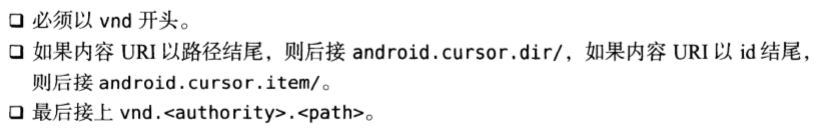 ❑ 必须以 vnd 开头。
❑ 如果内容 URI 以路径结尾，则后接 android.cursor.dir/，如果内容 URI 以 id 结尾，
则后接 android.cursor.item/。
❑ 最后接上 vnd.<authority>.<path>。